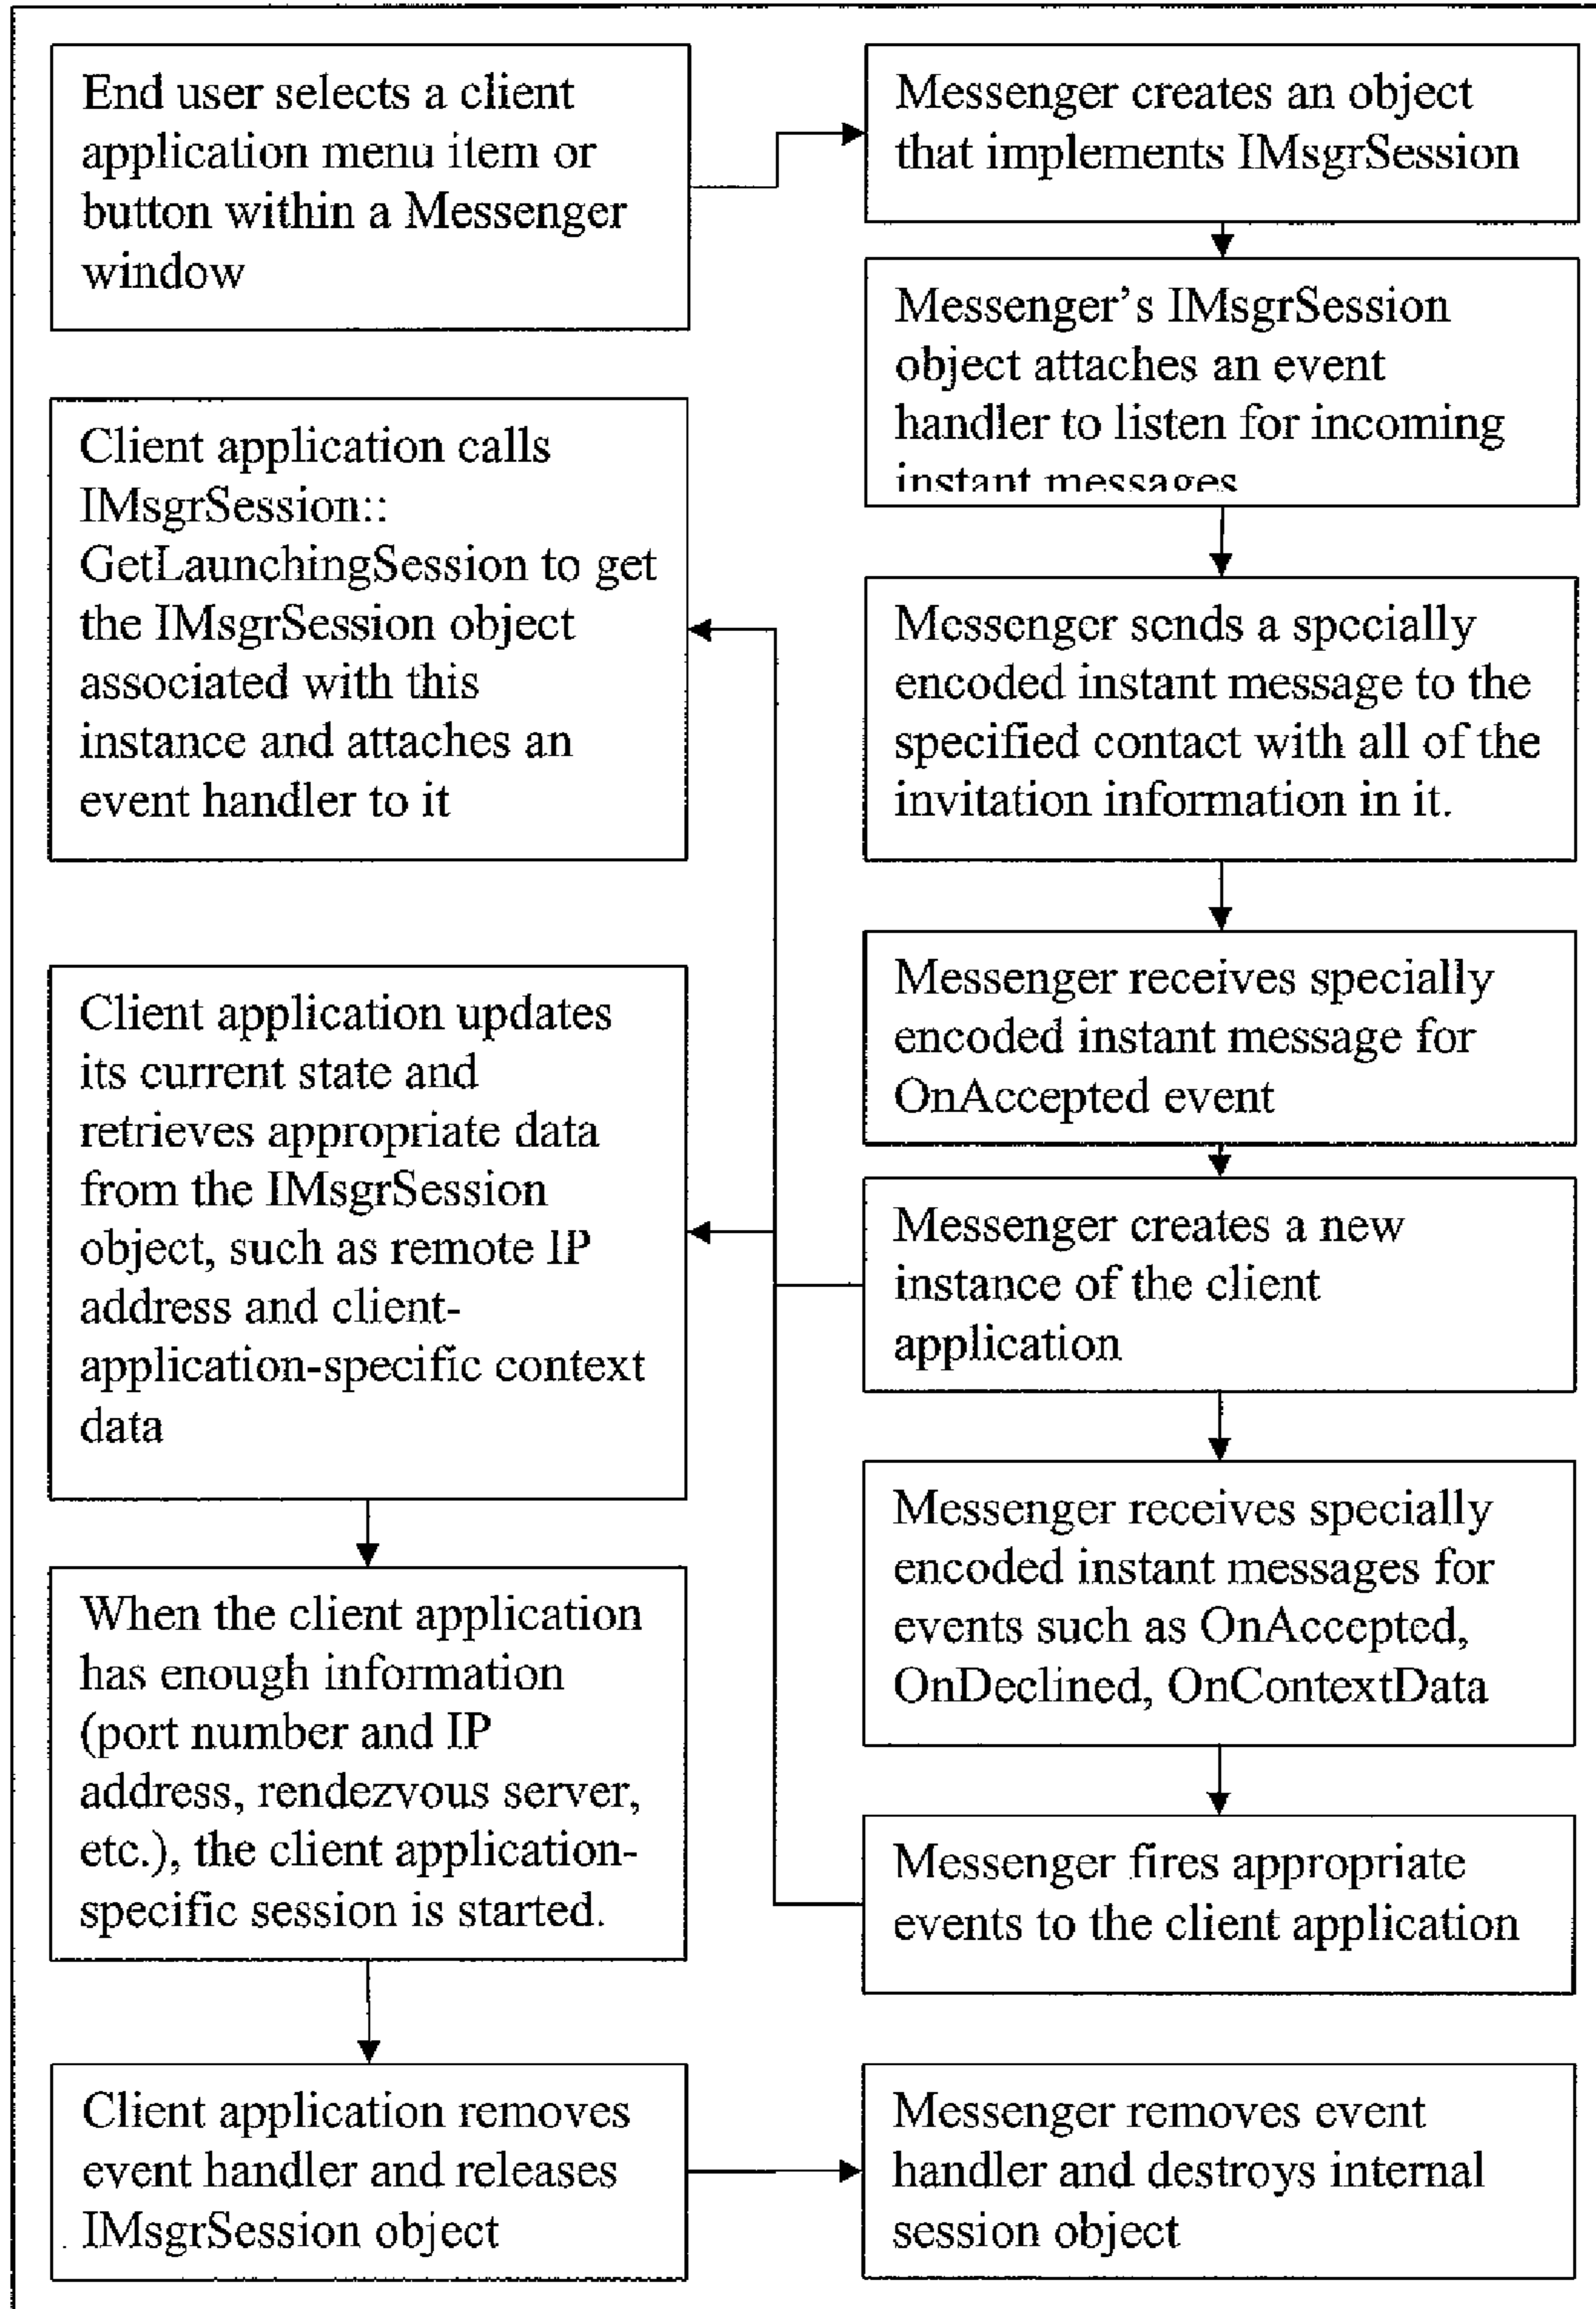 End user selects a client
application menu item or
button within a Messenger
window
Messenger creates an object
that implements IMsgrSession
Messenger's IMsgrSession
object attaches an event
handler to listen for incoming
instant messages
Messenger sends a specially
encoded instant message to the
specified contact with all of the
invitation information in it.
Messenger receives specially
encoded instant message for
OnAccepted event
Messenger creates a new
instance of the client
application
Client application calls
IMsgrSession::
GetLaunchingSession to get
the IMsgrSession object
associated with this
instance and attaches an
event handler to it
Messenger receives specially
encoded instant messages for
events such as OnAccepted,
OnDeclined, OnContextData
Messenger fires appropriate
events to the client application
Client application updates
its current state and
retrieves appropriate data
from the IMsgrSession
object, such as remote IP
address and client-
application-specific context
data
When the client application
has enough information
(port number and IP
address, rendezvous server,
etc.), the client application-
specific session is started.
Client application removes
event handler and releases
IMsgrSession object
Messenger removes event
handler and destroys internal
session object